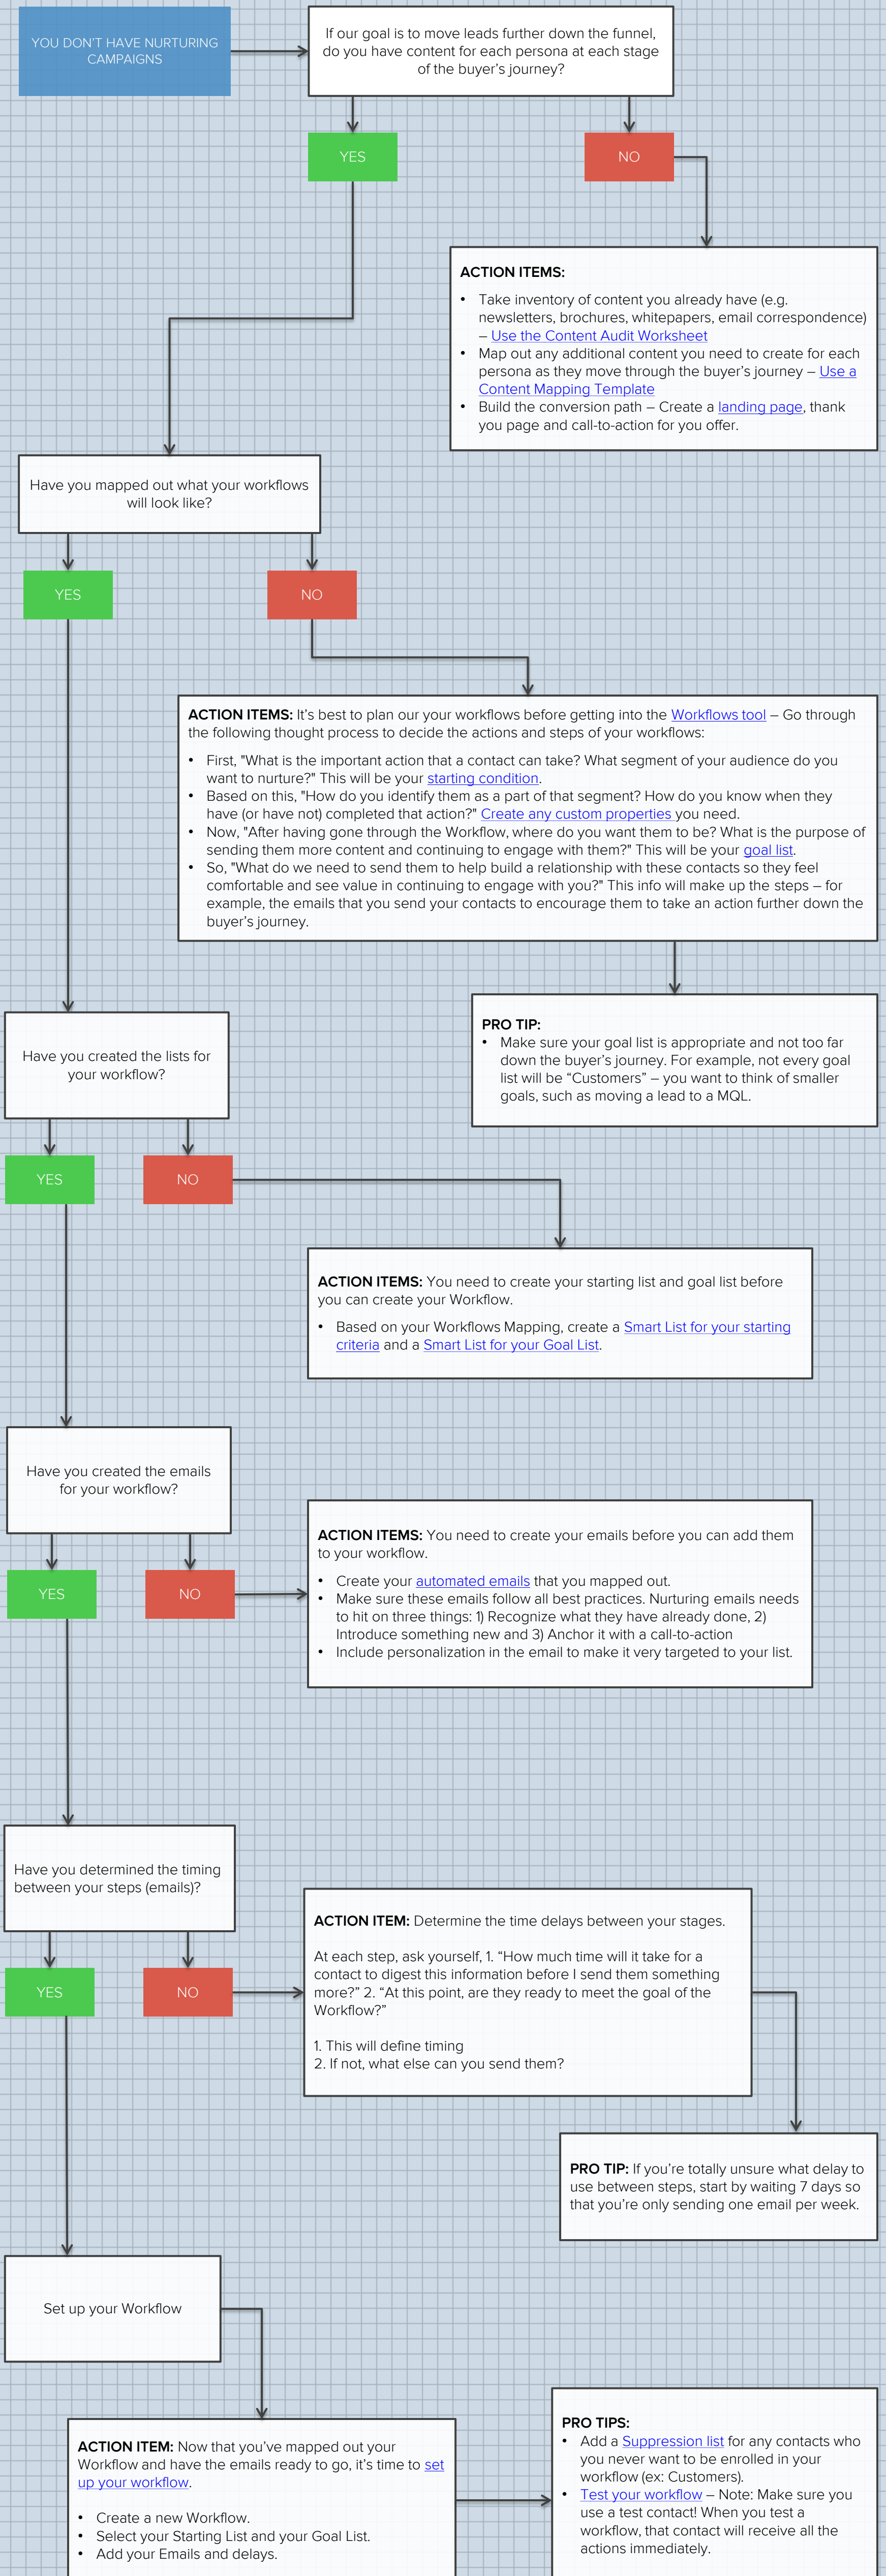 YOU DON'T HAVE NURTURING
CAMPAIGNS
If our goal is to move leads further down the funnel,
do you have content for each persona at each stage
of the buyer's journey?
YES
NO
ACTION ITEMS:
• Take inventory of content you already have (e.g.
newsletters, brochures, whitepapers, email correspondence)
– Use the Content Audit Worksheet
• Map out any additional content you need to create for each
persona as they move through the buyer's journey – Use a
Content Mapping Template
• Build the conversion path – Create a landing page, thank
you page and call-to-action for you offer.
Have you mapped out what your workflows
will look like?
YES
NO
ACTION ITEMS: It's best to plan our your workflows before getting into the Workflows tool – Go through
the following thought process to decide the actions and steps of your workflows:
• First, "What is the important action that a contact can take? What segment of your audience do you
want to nurture?" This will be your starting condition.
• Based on this, "How do you identify them as a part of that segment? How do you know when they
have (or have not) completed that action?" Create any custom properties you need.
• Now, "After having gone through the Workflow, where do you want them to be? What is the purpose of
sending them more content and continuing to engage with them?" This will be your goal list.
• So, "What do we need to send them to help build a relationship with these contacts so they feel
comfortable and see value in continuing to engage with you?" This info will make up the steps – for
example, the emails that you send your contacts to encourage them to take an action further down the
buyer's journey.
PRO TIP:
• Make sure your goal list is appropriate and not too far
down the buyer's journey. For example, not every goal
list will be “Customers” – you want to think of smaller
goals, such as moving a lead to a MQL.
Have you created the lists for
your workflow?
YES
NO
ACTION ITEMS: You need to create your starting list and goal list before
you can create your Workflow.
• Based on your Workflows Mapping, create a Smart List for your starting
criteria and a Smart List for your Goal List.
Have you created the emails
for your workflow?
YES
NO
ACTION ITEMS: You need to create your emails before you can add them
to your workflow.
• Create your automated emails that you mapped out.
• Make sure these emails follow all best practices. Nurturing emails needs
to hit on three things: 1) Recognize what they have already done, 2)
Introduce something new and 3) Anchor it with a call-to-action
• Include personalization in the email to make it very targeted to your list.
Have you determined the timing
between your steps (emails)?
YES
NO
ACTION ITEM: Determine the time delays between your stages.
At each step, ask yourself, 1. “How much time will it take for a
contact to digest this information before I send them something
more?” 2. “At this point, are they ready to meet the goal of the
Workflow?”
1. This will define timing
2. If not, what else can you send them?
PRO TIP: If you're totally unsure what delay to
use between steps, start by waiting 7 days so
that you're only sending one email per week.
Set up your Workflow
ACTION ITEM: Now that you've mapped out your
Workflow and have the emails ready to go, it's time to set
up your workflow.
• Create a new Workflow.
• Select your Starting List and your Goal List.
• Add your Emails and delays.
PRO TIPS:
• Add a Suppression list for any contacts who
you never want to be enrolled in your
workflow (ex: Customers).
• Test your workflow – Note: Make sure you
use a test contact! When you test a
workflow, that contact will receive all the
actions immediately.